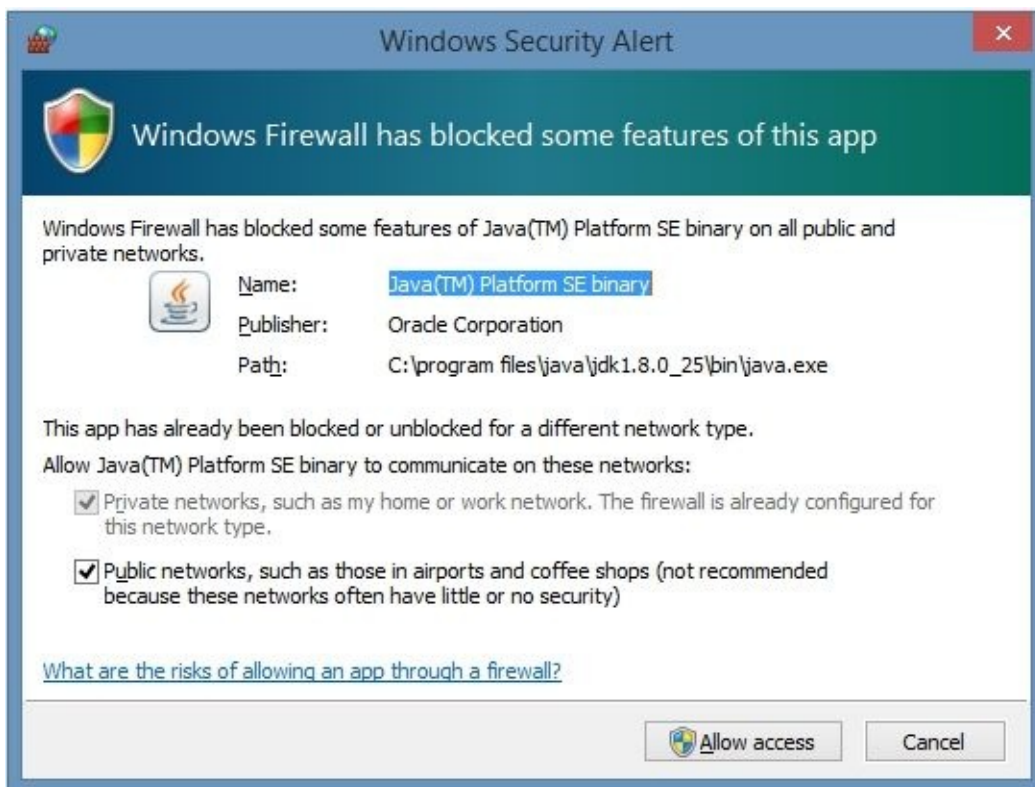 Windows Security Alert
Windows Firewall has blocked some features of this app
Windows Firewall has blocked some features of Java(TM) Platform SE binary on all public and
private networks.
Name: Java(TM) Platform SE binary
Publisher: Oracle Corporation
Path: C:\program files\java\jdk1.8.0_25\bin\java.exe
This app has already been blocked or unblocked for a different network type.
Allow Java(TM) Platform SE binary to communicate on these networks:
Private networks, such as my home or work network. The firewall is already configured for
this network type.
Public networks, such as those in airports and coffee shops (not recommended
because these networks often have little or no security)
What are the risks of allowing an app through a firewall?
Allow access Cancel